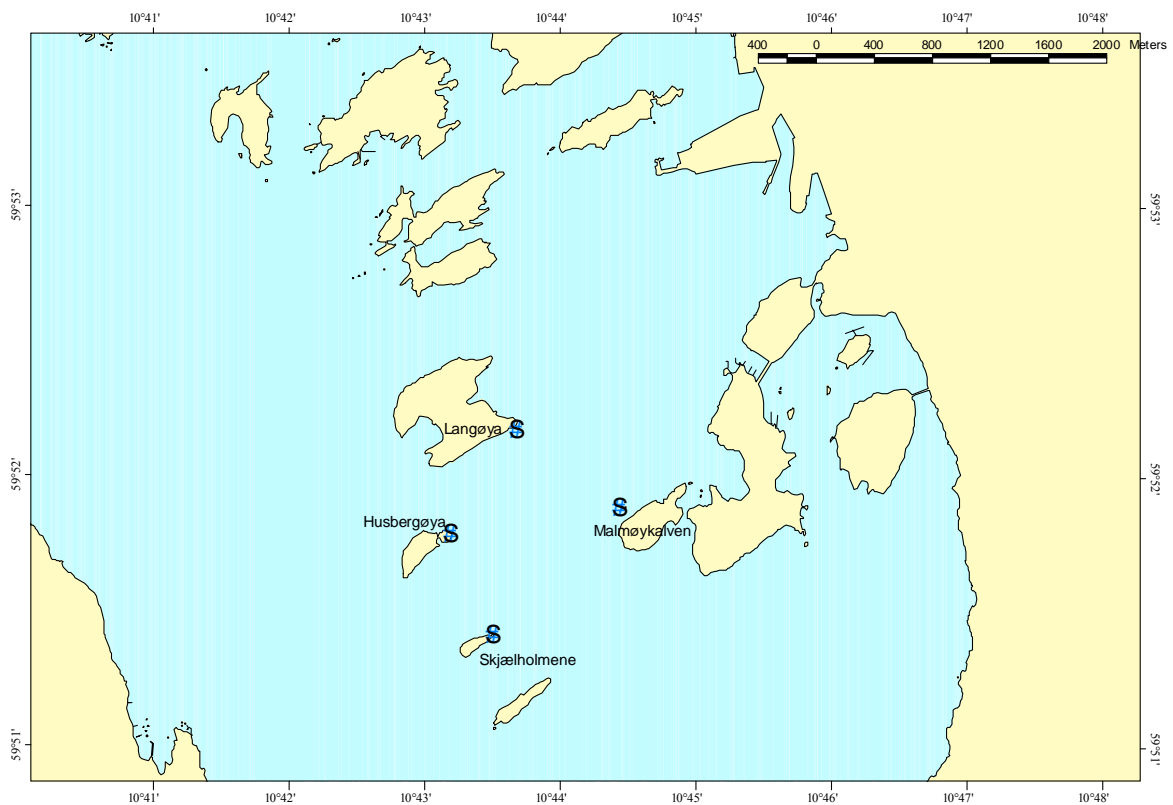 10°41' 10°42' 10°43' 10°44' 10°45' 10°46' 10°47' 10°48'
400 0 400 800 1200 1600 2000 Meters
59°53' 59°53'
Langøya S
59°52' 59°52'
S
Husbergøya S
Malmøykalven
S
Skjælholmene
59°51' 59°51'
10°41' 10°42' 10°43' 10°44' 10°45' 10°46' 10°47' 10°48'